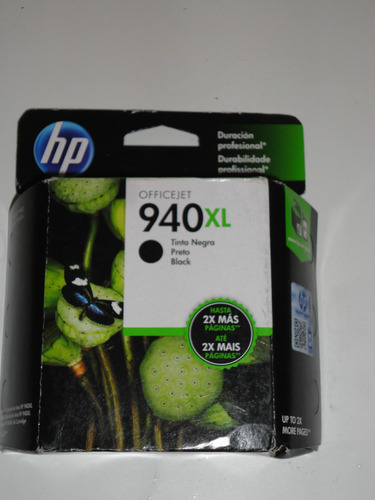 hp
Duración
profesional*
Durabilidade
profissional*
OFFICEJET
940XL
Tinta Negra
Preto
Black
HASTA
2X MÁS
PÁGINAS**
ATÉ
2X MAIS
PÁGINAS**
UP TO 2X
MORE PAGES**